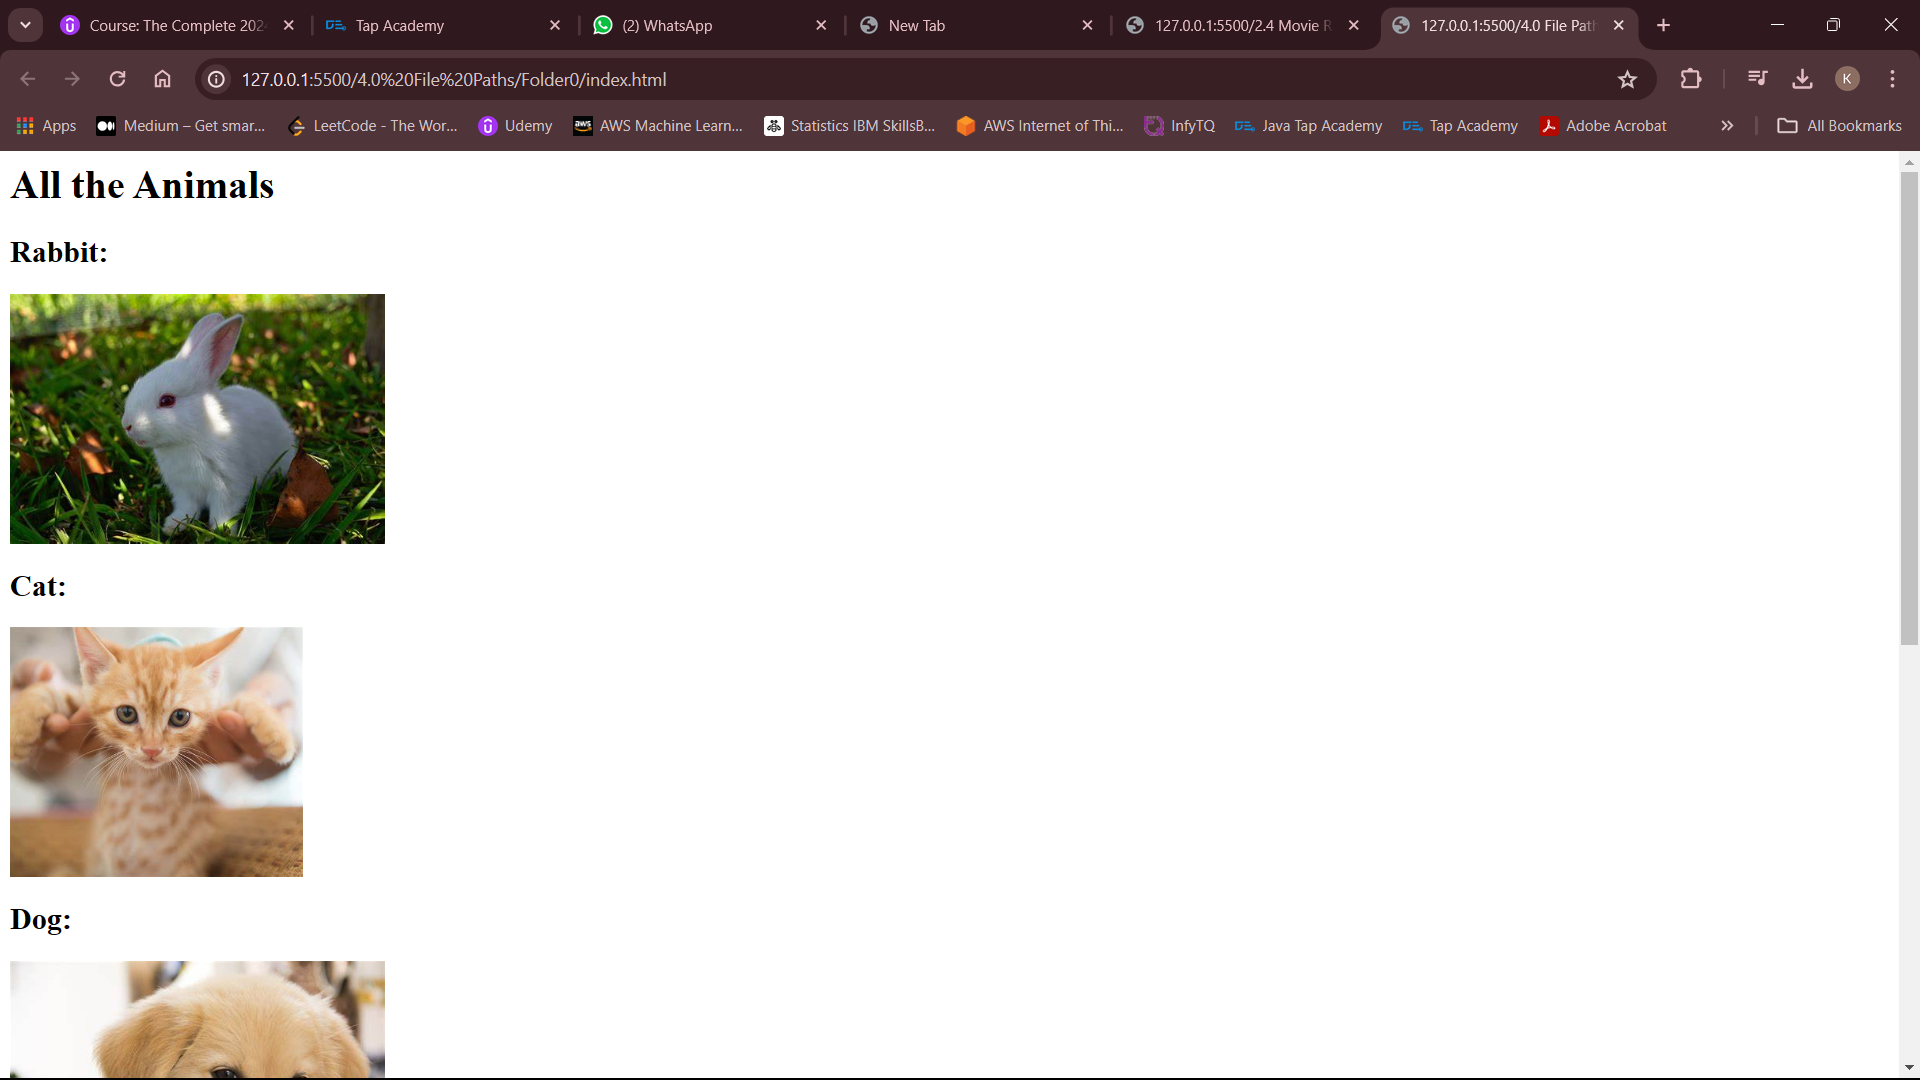 Course: The Complete 202
Tap Academy
(2) WhatsApp
New Tab
127.0.0.1:5500/2.4 Movie R
127.0.0.1:5500/4.0 File Path
127.0.0.1:5500/4.0%20File%20Paths/Folder0/index.html
K
Apps
Medium – Get smar...
LeetCode - The Wor...
Udemy
aws
AWS Machine Learn...
Statistics IBM SkillsB...
AWS Internet of Thi...
InfyTQ
Java Tap Academy
Tap Academy
Adobe Acrobat
All Bookmarks
All the Animals
Rabbit:
Cat:
Dog: